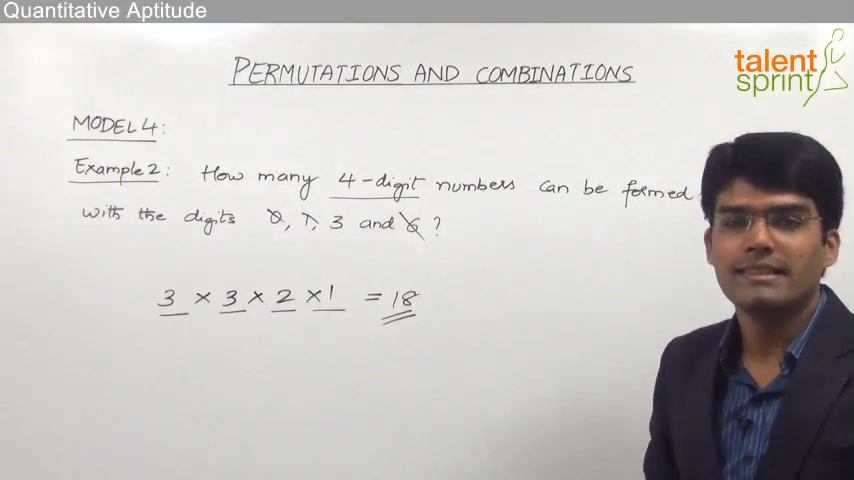 Quantitative Aptitude
talent
sprint
PERMUTATIONS AND COMBINATIONS
MODEL 4:
Example 2: How many 4-digit numbers can be formed
with the digits 0, 1, 3 and 6 ?
3 × 3 × 2 × 1 = 18